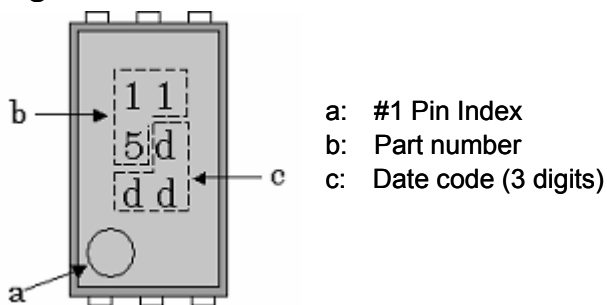 1 1
5 d
d d
b
c
a
a: #1 Pin Index
b: Part number
c: Date code (3 digits)